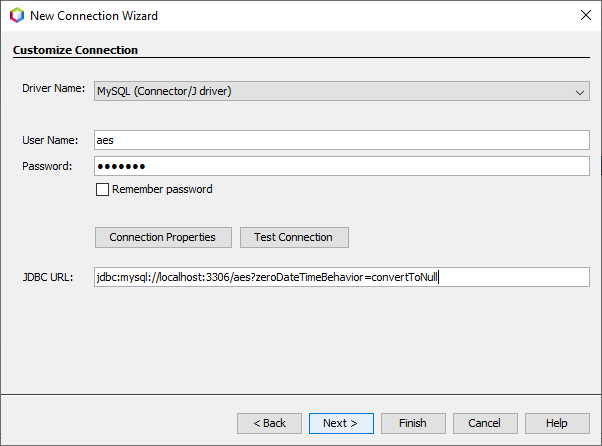 New Connection Wizard
Customize Connection
Driver Name: MySQL (Connector/J driver)
User Name: aes
Password: •••••••
Remember password
Connection Properties Test Connection
JDBC URL: jdbc:mysql://localhost:3306/aes?zeroDateTimeBehavior=convertToNull
< Back Next > Finish Cancel Help